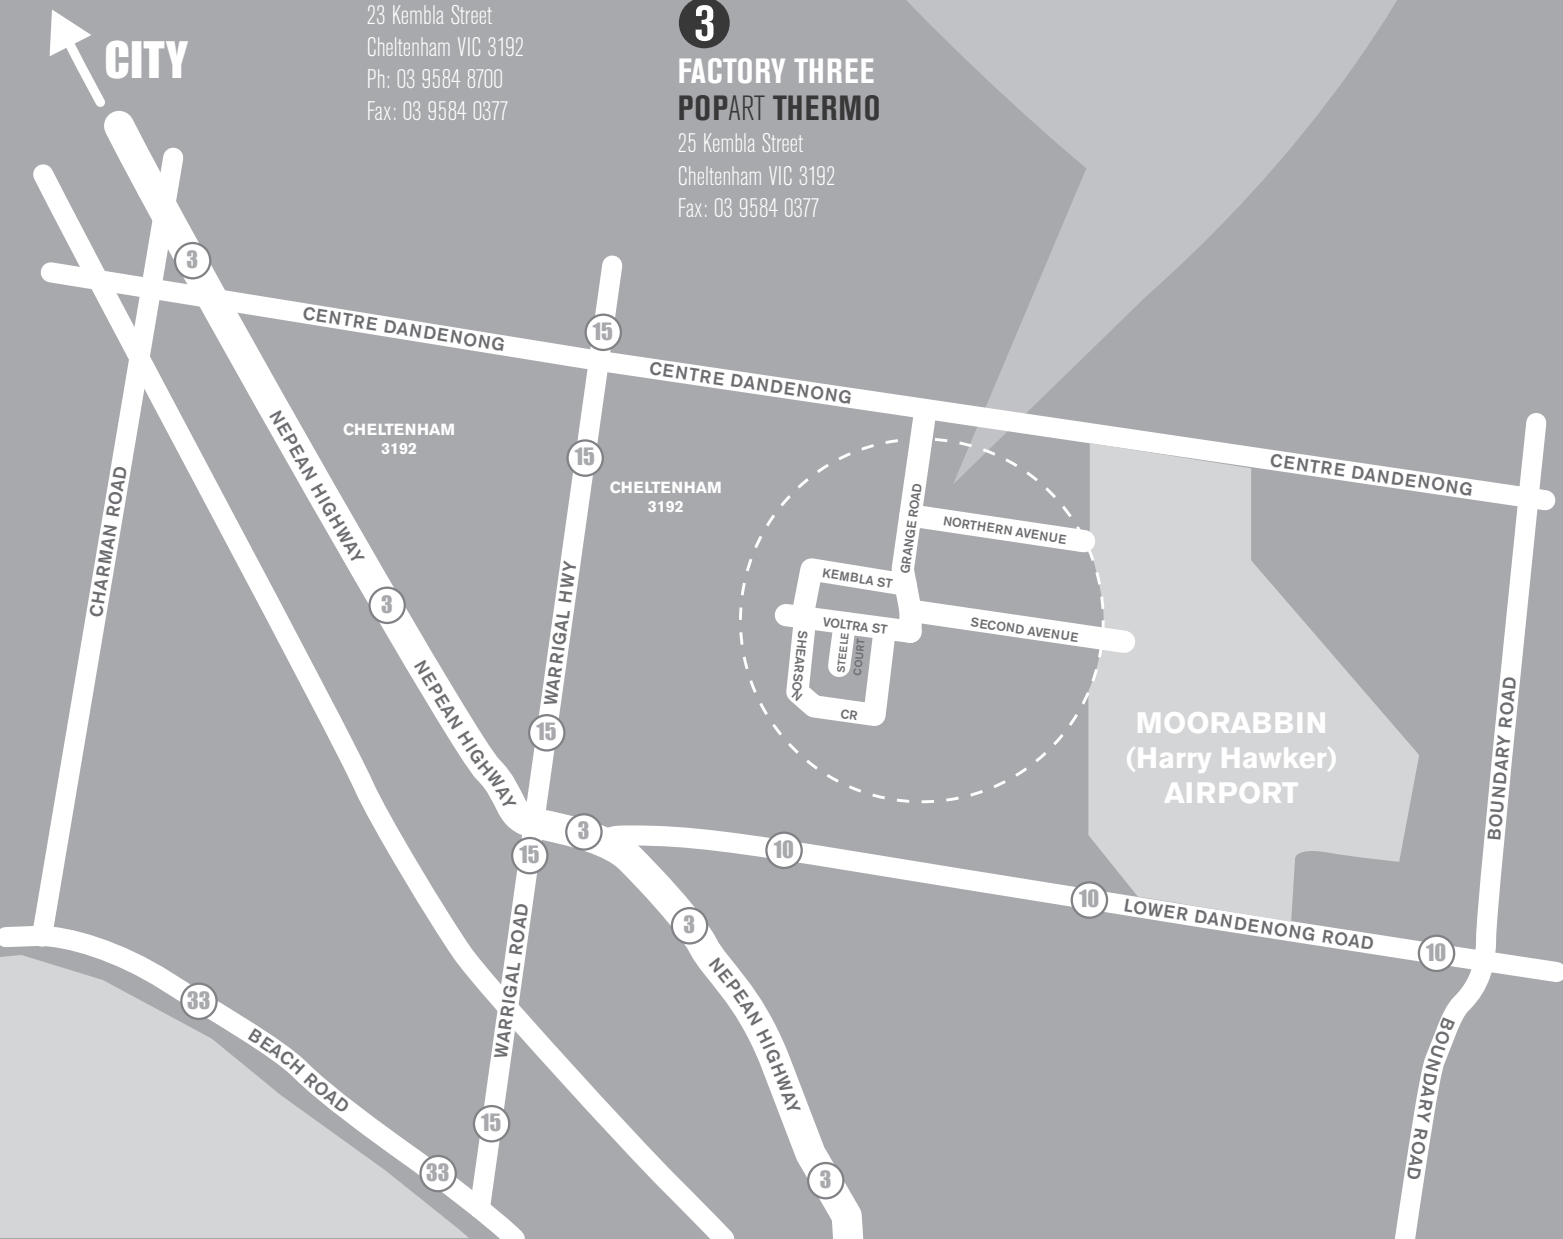 CITY
23 Kembla Street
Cheltenham VIC 3192
Ph: 03 9584 8700
Fax: 03 9584 0377
3
FACTORY THREE
POPART THERMO
25 Kembla Street
Cheltenham VIC 3192
Fax: 03 9584 0377
3
15
CENTRE DANDENONG
CENTRE DANDENONG
CENTRE DANDENONG
CHELTENHAM
3192
15
CHELTENHAM
3192
NEPEAN HIGHWAY
CHARMAN ROAD
3
WARRIGAL HWY
GRANGE ROAD
NORTHERN AVENUE
KEMBLA ST
VOLTRA ST
SECOND AVENUE
SHEARSON
STEELE
COURT
CR
NEPEAN HIGHWAY
15
MOORABBIN
(Harry Hawker)
AIRPORT
BOUNDARY ROAD
3
15
10
10
LOWER DANDENONG ROAD
10
3
WARRIGAL ROAD
NEPEAN HIGHWAY
33
BEACH ROAD
BOUNDARY ROAD
15
33
3